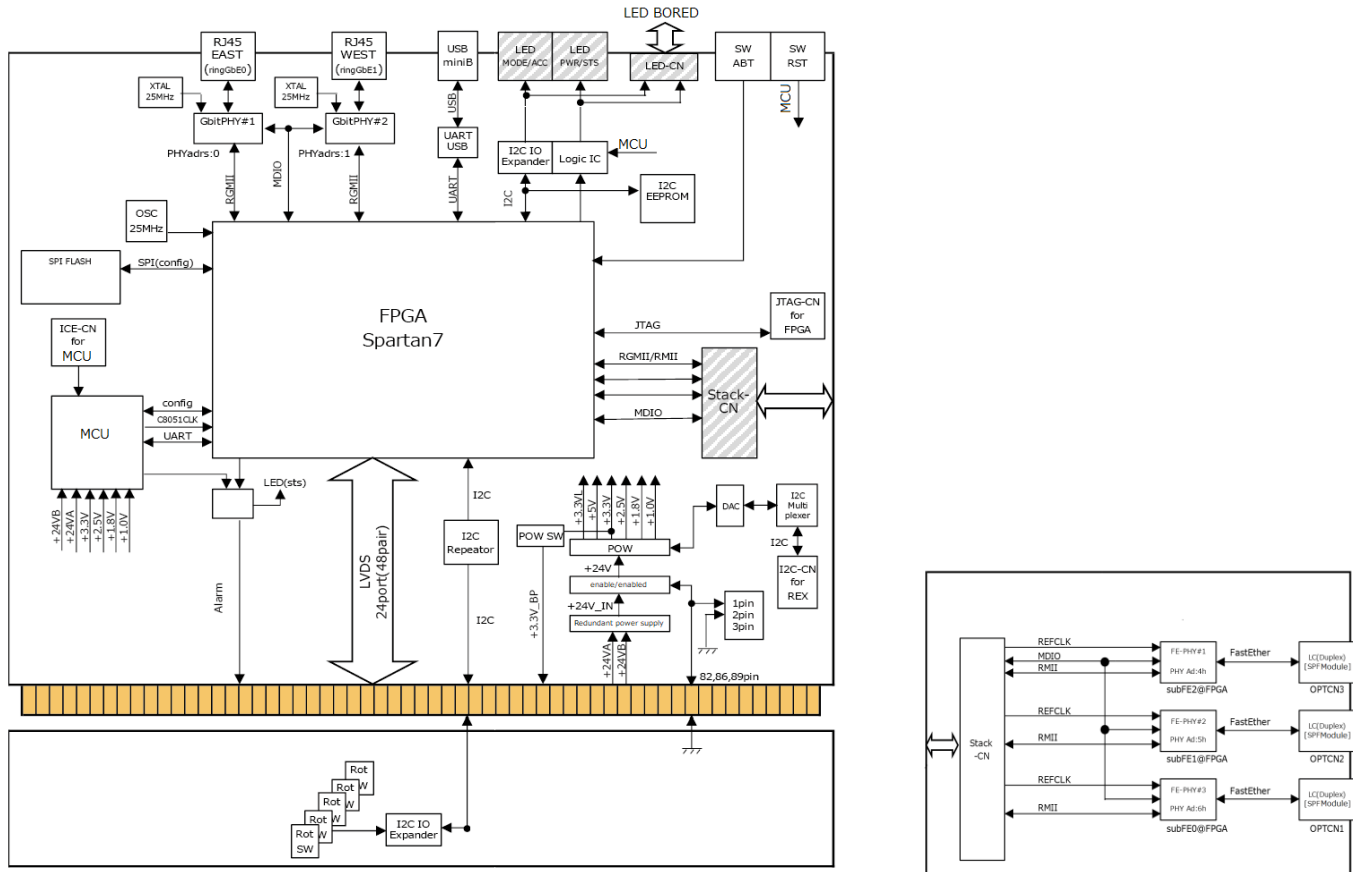 LED BORED
RJ45
EAST
(ringGbE0)
RJ45
WEST
(ringGbE1)
USB
miniB
LED
MODE/ACC
LED
PWR/STS
LED-CN
SW
ABT
SW
RST
XTAL
25MHz
XTAL
25MHz
USB
MCU
GbitPHY#1
GbitPHY#2
PHYadrs:0
PHYadrs:1
UART
USB
I2C IO
Expander
Logic IC
MCU
RGMII
MDIO
RGMII
UART
I2C
I2C
EEPROM
OSC
25MHz
SPI FLASH
SPI(config)
FPGA
Spartan7
JTAG
JTAG-CN
for
FPGA
ICE-CN
for
MCU
RGMII/RMII
Stack-
CN
MDIO
MCU
config
C8051CLK
UART
LED(sts)
+24VB
+24VA
+3.3V
+2.5V
+1.8V
+1.0V
Alarm
LVDS
24port(48pair)
I2C
I2C
Repeator
I2C
+3.3VL
+5V
+3.3V
+2.5V
+1.8V
+1.0V
DAC
I2C
Multi
plexer
I2C
I2C-CN
for
REX
POW SW
POW
+24V
enable/enabled
+24V_IN
Redundant power supply
+3.3V_BP
+24VA
+24VB
1pin
2pin
3pin
82,86,89pin
Rot
W
Rot
W
Rot
W
Rot
W
Rot
SW
I2C IO
Expander
Stack
-CN
REFCLK
MDIO
RMII
FE-PHY#1
PHY Ad:4h
subFE2@FPGA
FastEther
LC(Duplex)
[SPFModule]
OPTCN3
REFCLK
RMII
FE-PHY#2
PHY Ad:5h
subFE1@FPGA
FastEther
LC(Duplex)
[SPFModule]
OPTCN2
REFCLK
RMII
FE-PHY#3
PHY Ad:6h
subFE0@FPGA
FastEther
LC(Duplex)
[SPFModule]
OPTCN1